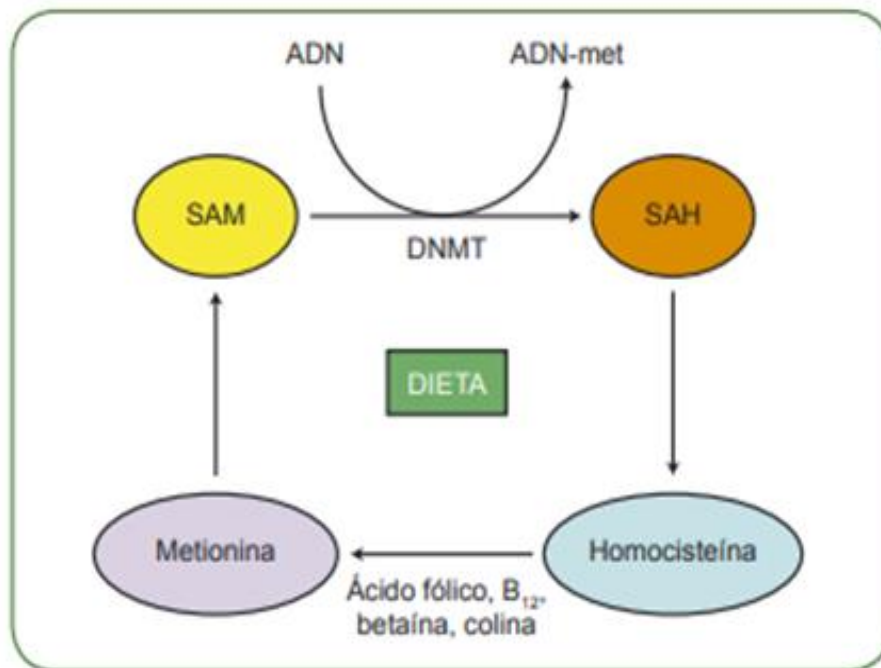 ADN
ADN-met
SAM
SAH
DNMT
DIETA
Metionina
Homocisteína
Ácido fólico, B₁₂,
betaína, colina